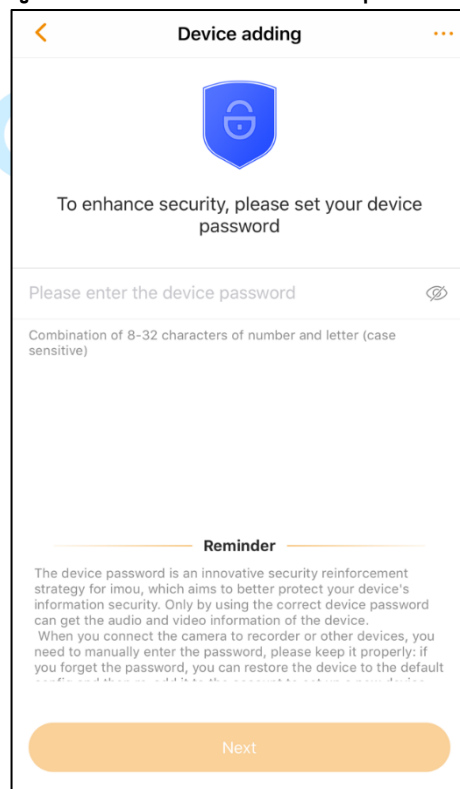 Device adding
To enhance security, please set your device
password
Please enter the device password
Combination of 8-32 characters of number and letter (case
sensitive)
Reminder
The device password is an innovative security reinforcement
strategy for imou, which aims to better protect your device's
information security. Only by using the correct device password
can get the audio and video information of the device.
When you connect the camera to recorder or other devices, you
need to manually enter the password, please keep it properly: if
you forget the password, you can restore the device to the default
Next